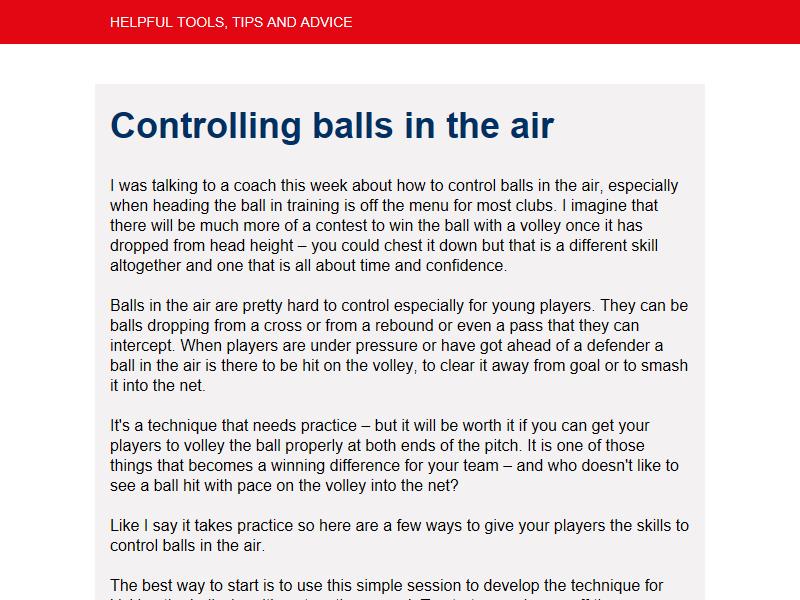 HELPFUL TOOLS, TIPS AND ADVICE
Controlling balls in the air
I was talking to a coach this week about how to control balls in the air, especially
when heading the ball in training is off the menu for most clubs. I imagine that
there will be much more of a contest to win the ball with a volley once it has
dropped from head height – you could chest it down but that is a different skill
altogether and one that is all about time and confidence.
Balls in the air are pretty hard to control especially for young players. They can be
balls dropping from a cross or from a rebound or even a pass that they can
intercept. When players are under pressure or have got ahead of a defender a
ball in the air is there to be hit on the volley, to clear it away from goal or to smash
it into the net.
It's a technique that needs practice – but it will be worth it if you can get your
players to volley the ball properly at both ends of the pitch. It is one of those
things that becomes a winning difference for your team – and who doesn't like to
see a ball hit with pace on the volley into the net?
Like I say it takes practice so here are a few ways to give your players the skills to
control balls in the air.
The best way to start is to use this simple session to develop the technique for